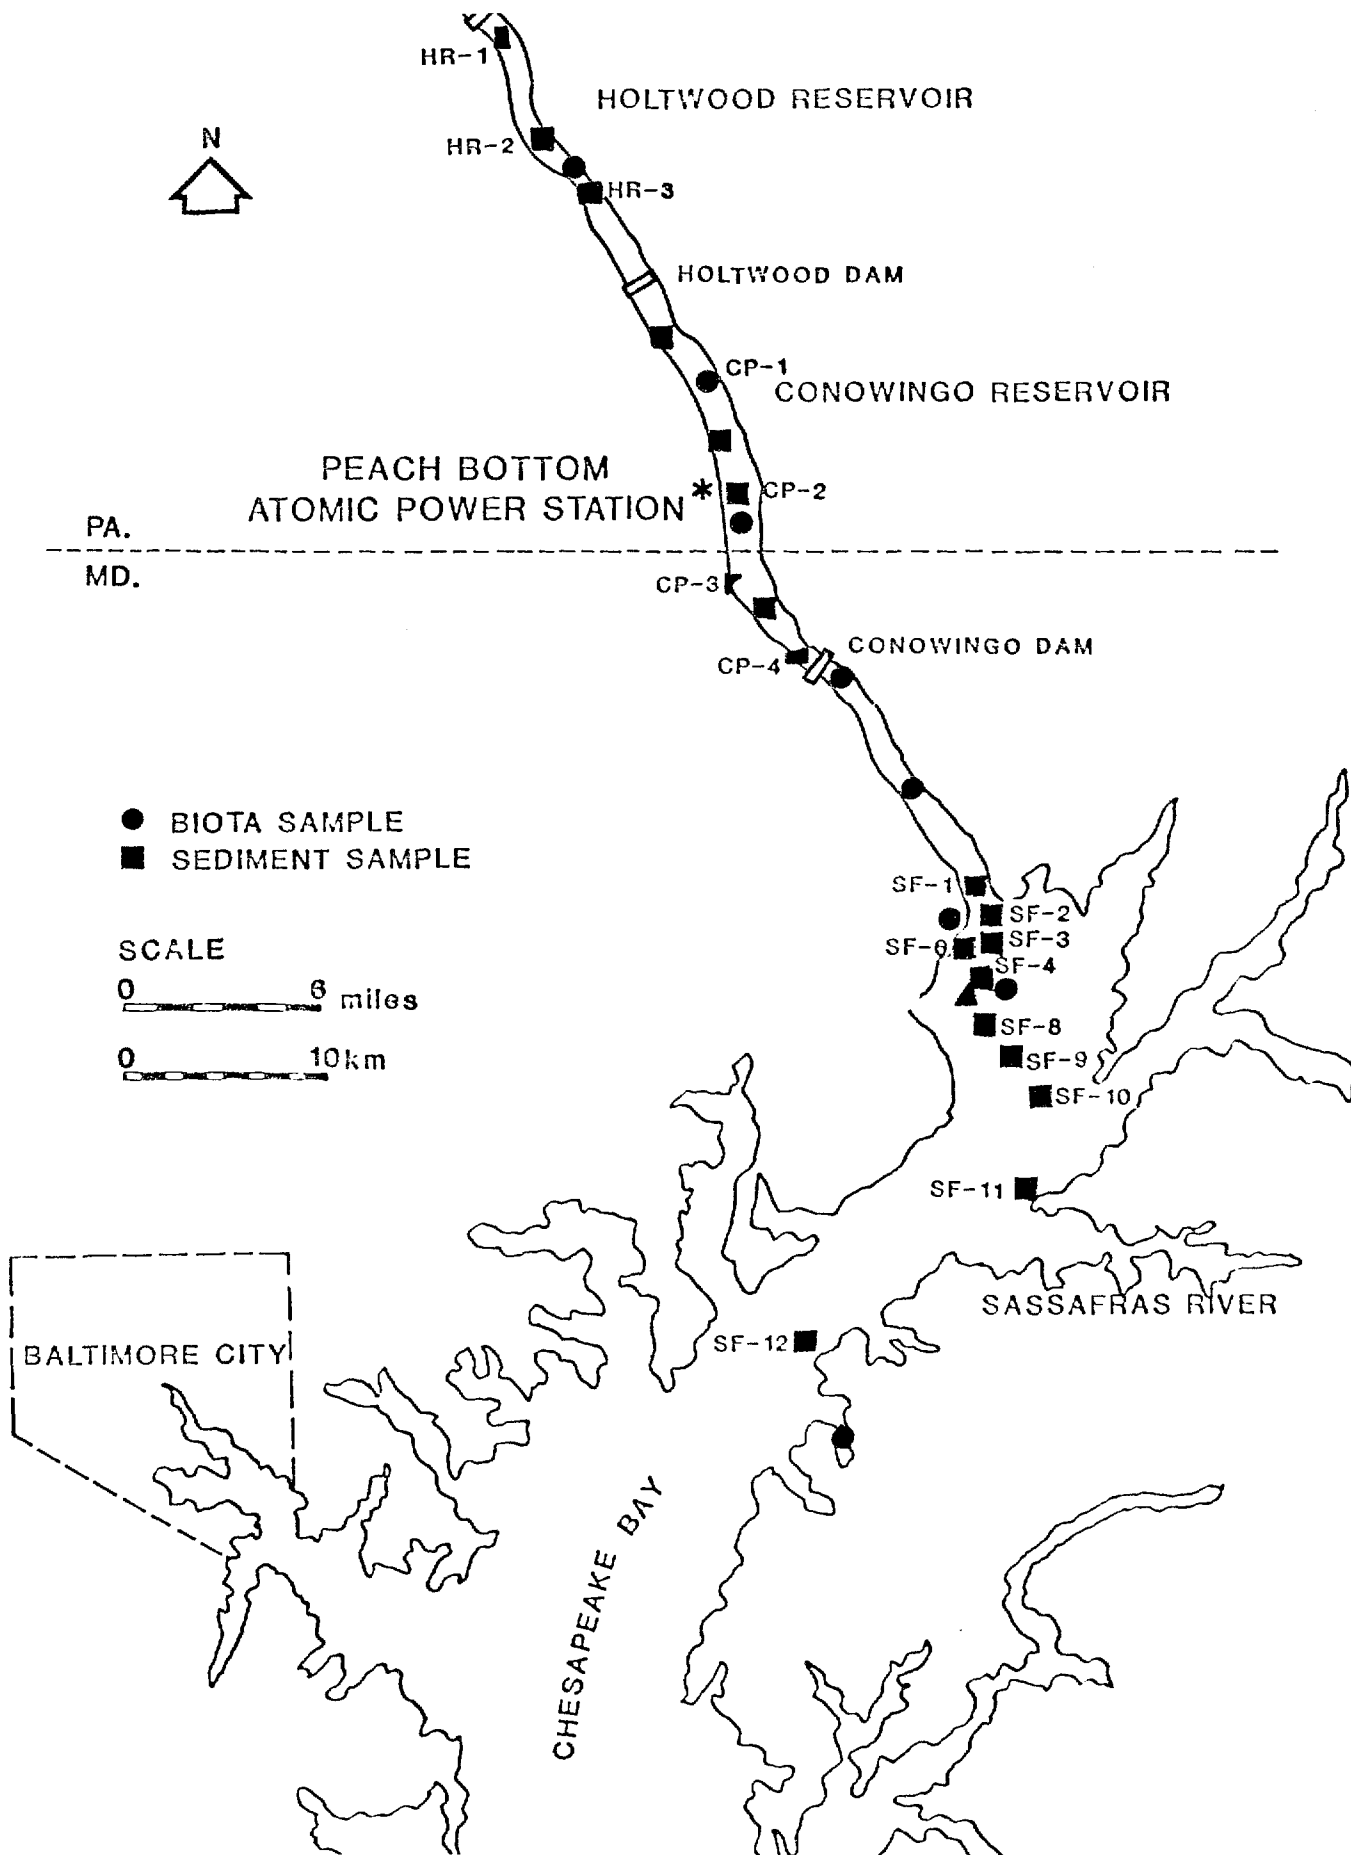 HR-1
HOLTWOOD RESERVOIR
N
HR-2
HR-3
HOLTWOOD DAM
CP-1
CONOWINGO RESERVOIR
PEACH BOTTOM
ATOMIC POWER STATION
*
CP-2
PA.
MD.
CP-3
CONOWINGO DAM
CP-4
BIOTA SAMPLE
SEDIMENT SAMPLE
SF-1
SF-2
SF-3
SF-6
SF-4
SCALE
0 6 miles
0 10km
SF-8
SF-9
SF-10
SF-11
SASSAFRAS RIVER
SF-12
BALTIMORE CITY
CHESAPEAKE BAY